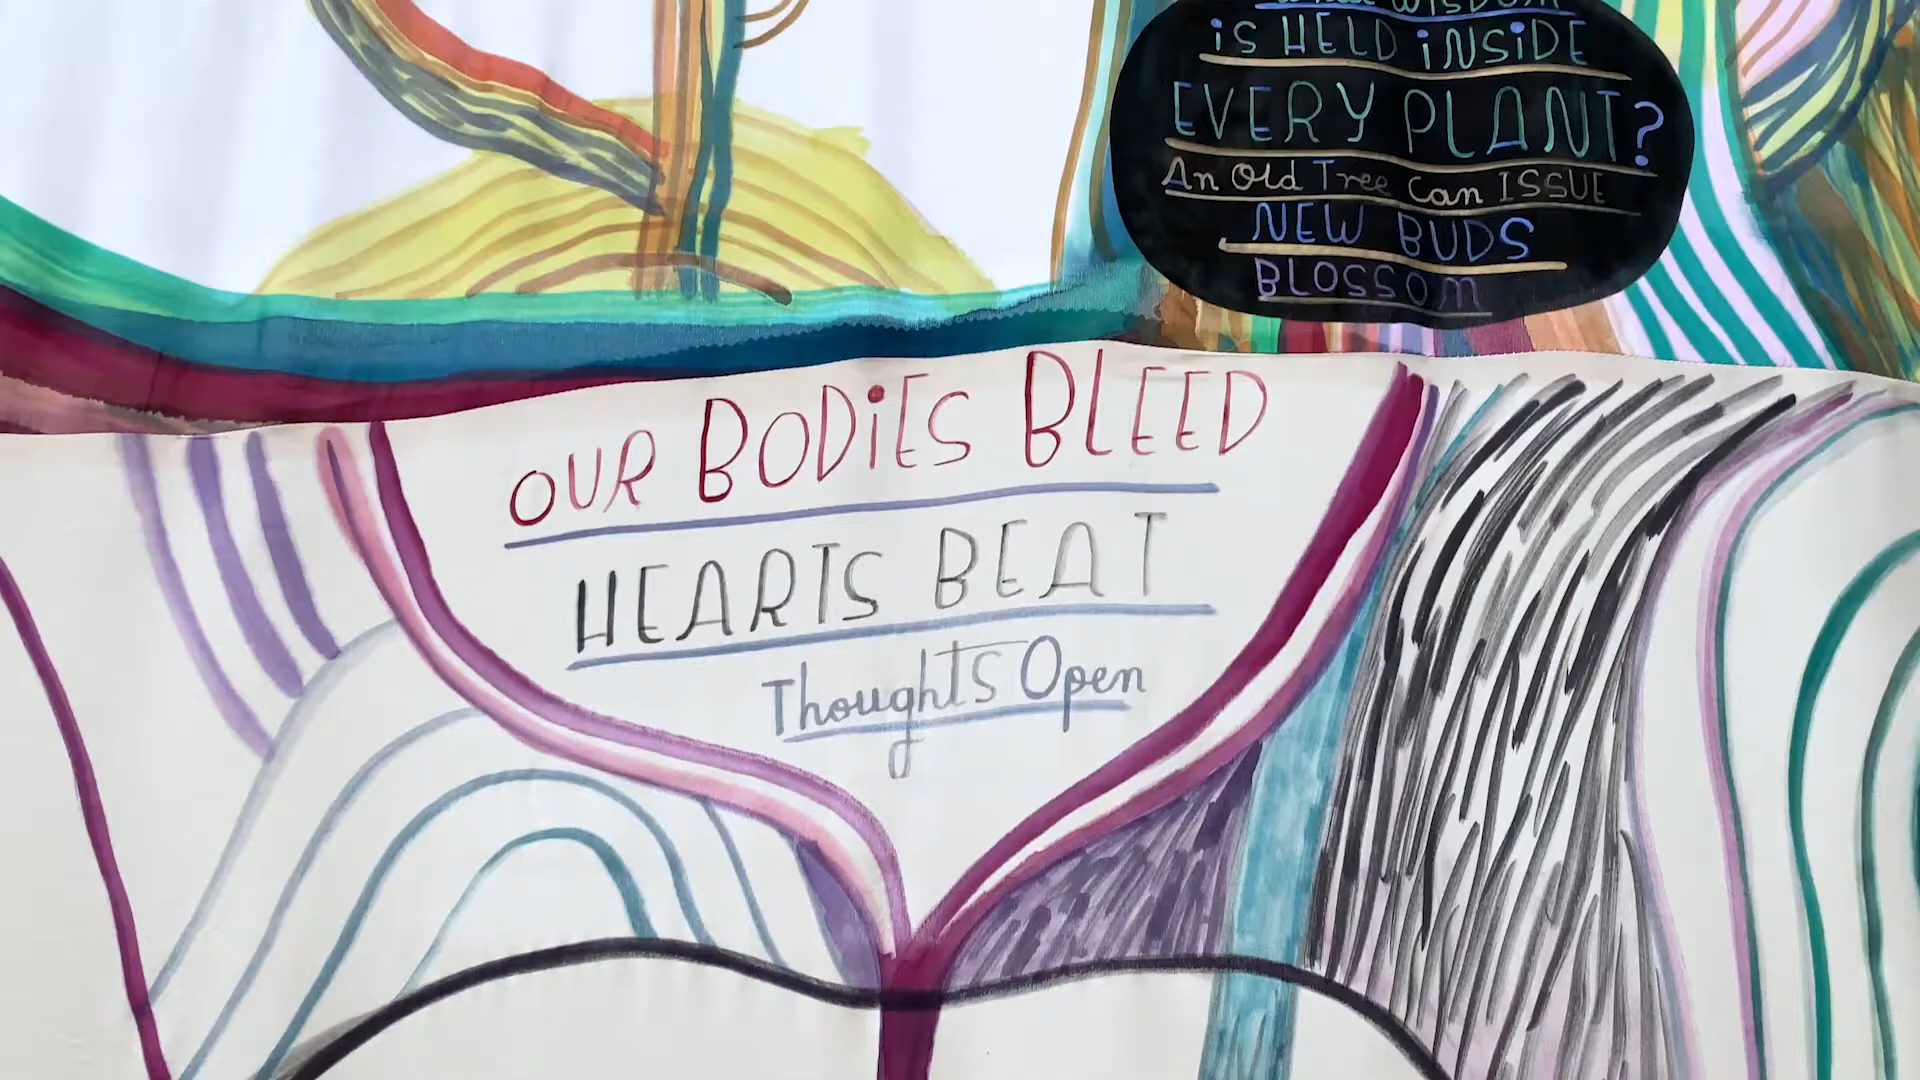 WISDOM
iS HELD iNSiDE
EVERY PLANT?
An Old Tree Can ISSUE
NEW BUDS
BLOSSOM
OUR BODiES BLEED
HEARTS BEAT
Thoughts Open